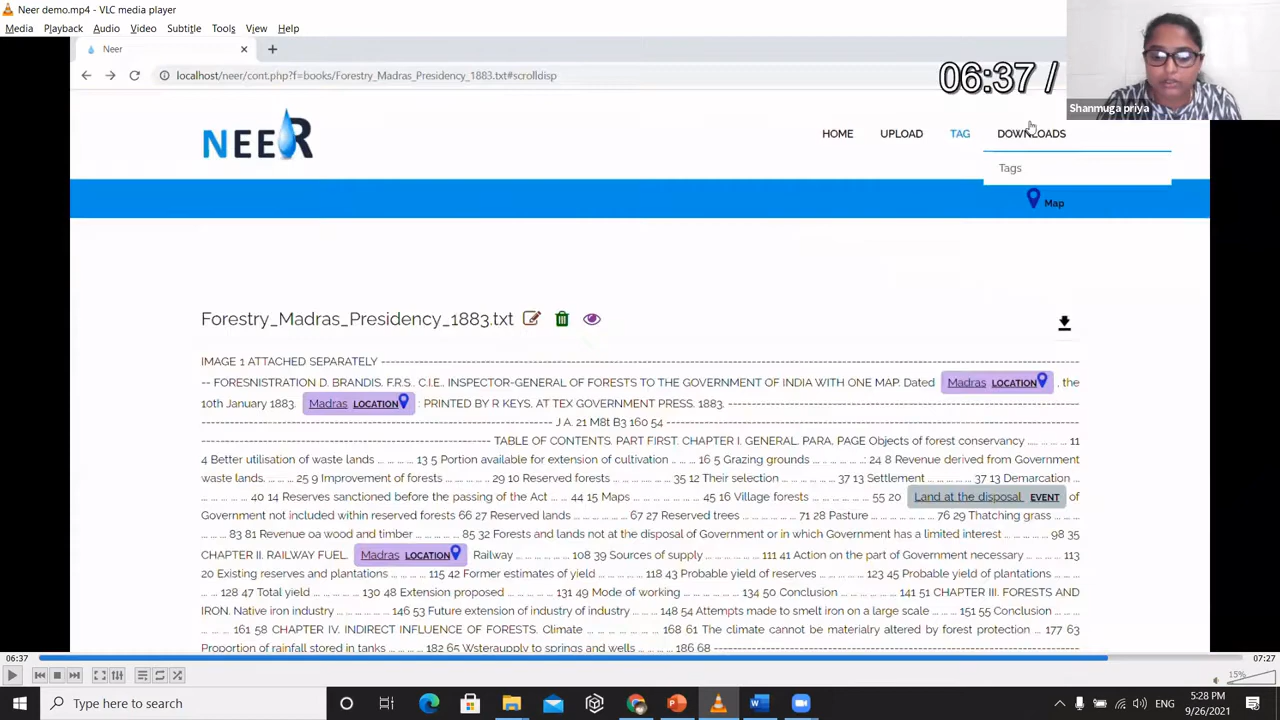 Neer demo.mp4 - VLC media player
Media Playback Audio Video Subtitle Tools View Help
Neer
localhost/neer/cont.php?f=books/Forestry_Madras_Presidency_1883.txt#scrolldisp
06:37 /
Shanmuga priya
NEER
HOME UPLOAD TAG DOWNLOADS
Tags
Map
Forestry_Madras_Presidency_1883.txt
IMAGE 1 ATTACHED SEPARATELY ----------------------------------------------------------------
-- FORESNISTRATION D. BRANDIS. F.R.S.. C.I.E.. INSPECTOR-GENERAL OF FORESTS TO THE GOVERNMENT OF INDIA WITH ONE MAP. Dated Madras LOCATION , the
10th January 1883. Madras LOCATION : PRINTED BY R KEYS. AT TEX GOVERNMENT PRESS. 1883. ----------------------------------------
---------------------------------------- J A. 21 M8t B3 160 54 ----------------------------------------
---------------------------------------- TABLE OF CONTENTS. PART FIRST. CHAPTER I. GENERAL. PARA. PAGE Objects of forest conservancy ... ... ... 11
4 Better utilisation of waste lands ... ... ... 13 5 Portion available for extension of cultivation .. ... 16 5 Grazing grounds ... ... ... ...: 24 8 Revenue derived from Government
waste lands. ... ... 25 9 Improvement of forests ... ... ... 29 10 Reserved forests ... ... ... 35 12 Their selection ... ... ... 37 13 Settlement ... ... ... 37 13 Demarcation
... ... ... ... 40 14 Reserves sanctioned before the passing of the Act ... ... 44 15 Maps ... ... ... 45 16 Village forests ... ... ... 55 20 Land at the disposal EVENT of
Government not included within reserved forests 66 27 Reserved lands ... ... ... 67 27 Reserved trees ... ... ... 71 28 Pasture ... ... ... ... 76 29 Thatching grass ... ...
... ... 83 81 Revenue oa wood and timber ... ... ... 85 32 Forests and lands not at the disposal of Government or in which Government has a limited interest ... 98 35
CHAPTER II. RAILWAY FUEL. Madras LOCATION Railway ... ... ... 108 39 Sources of supply ... ... ... 111 41 Action on the part of Government necessary ... ... 113
20 Existing reserves and plantations ... ... ... 115 42 Former estimates of yield ... ... 118 43 Probable yield of reserves ... ... 123 45 Probable yield of plantations ... ...
... 128 47 Total yield ... ... ... 130 48 Extension proposed ... ... ... 131 49 Mode of working ... ... ... 134 50 Conclusion ... ... ... 141 51 CHAPTER III. FORESTS AND
IRON. Native iron industry ... ... ... 146 53 Future extension of industry of industry ... ... 148 54 Attempts made to smelt iron on a large scale ... ... 151 55 Conclusion ... ...
... ... 161 58 CHAPTER IV. INDIRECT INFLUENCE OF FORESTS. Climate ... ... ... 168 61 The climate cannot be materialry altered by forest protection ... 177 63
Proportion of rainfall stored in tanks ... ... 182 65 Wsteraupply to springs and wells ... ... 186 68 ----------------------------------------
06:37 07:27
15%
Type here to search
ENG
5:28 PM
9/26/2021